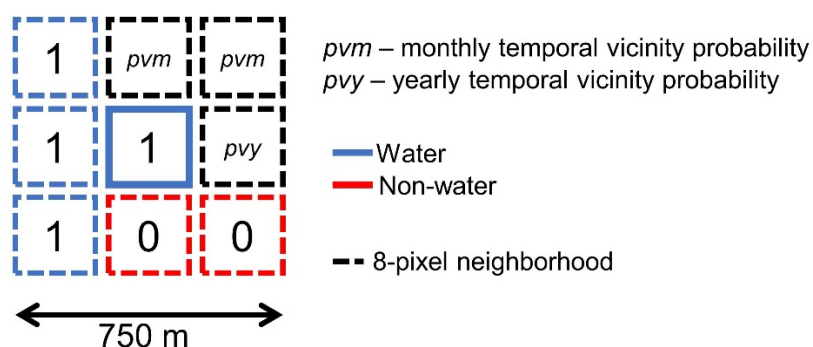 1 pvm pvm
pvm – monthly temporal vicinity probability
pvy – yearly temporal vicinity probability
1 1 pvy
Water
Non-water
1 0 0
8-pixel neighborhood
750 m